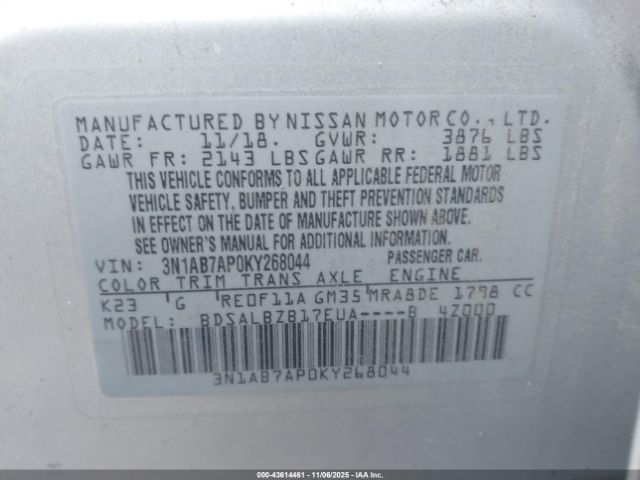 MANUFACTURED BY NISSAN MOTOR CO., LTD.
DATE: 11/18. GVWR: 3876 LBS
GAWR FR: 2143 LBS GAWR RR: 1881 LBS
THIS VEHICLE CONFORMS TO ALL APPLICABLE FEDERAL MOTOR
VEHICLE SAFETY, BUMPER AND THEFT PREVENTION STANDARDS
IN EFFECT ON THE DATE OF MANUFACTURE SHOWN ABOVE.
SEE OWNER'S MANUAL FOR ADDITIONAL INFORMATION.
VIN: 3N1AB7AP0KY268044 PASSENGER CAR.
COLOR TRIM TRANS AXLE ENGINE
K23 G RE0F11A GM35 MRA8DE 1798 CC
MODEL: BDSALBZB17EUA----B 4Z000
3N1AB7AP0KY268044
000-43614461 - 11/06/2025 - IAA, Inc.